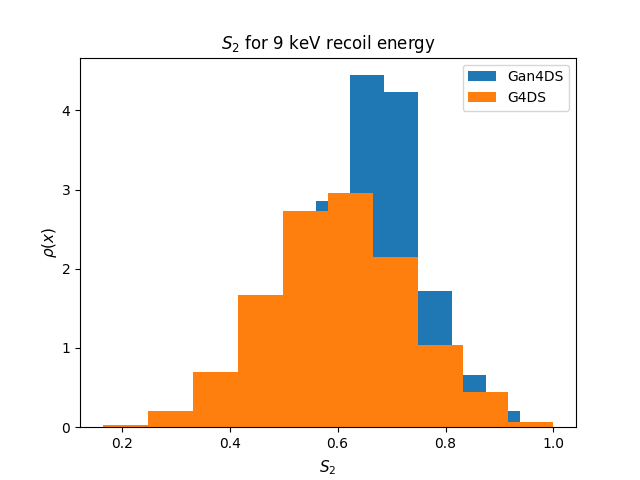 S₂ for 9 keV recoil energy
Gan4DS
G4DS
ρ(x)
4
3
2
1
0
0.2 0.4 0.6 0.8 1.0
S₂